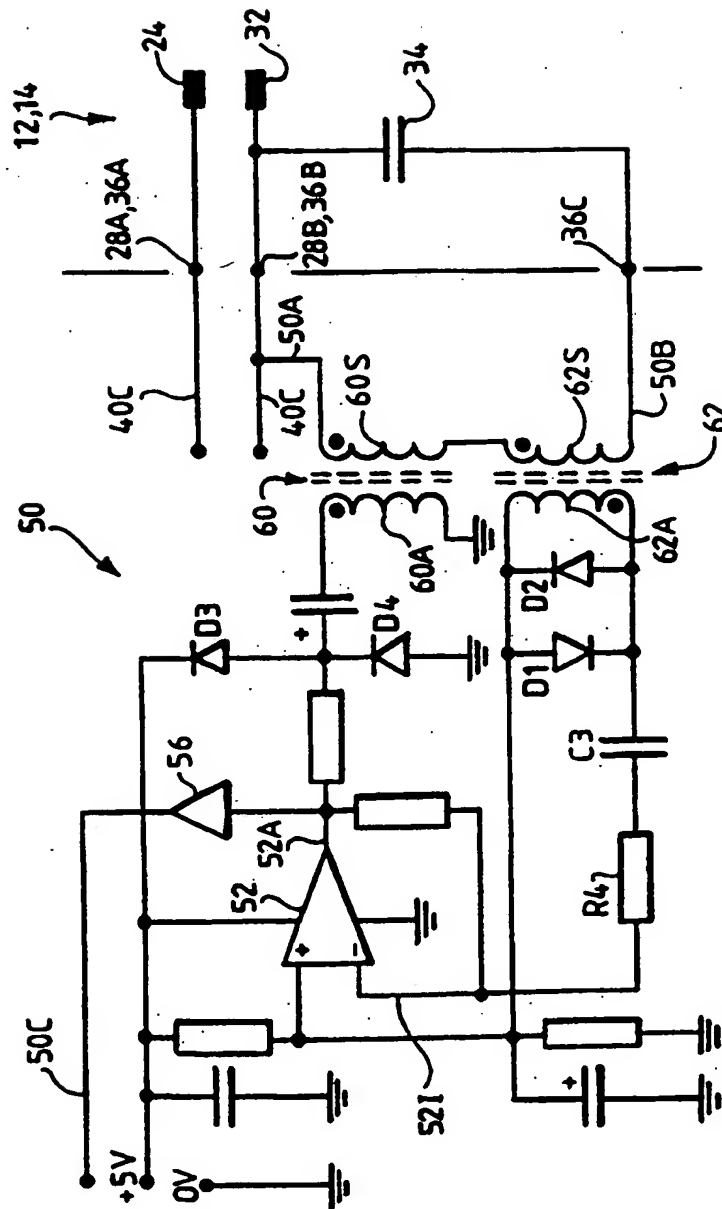 12,14
24
32
34
28A,36A
28B,36B
36C
40C
40C
50A
50B
60S
62S
60
62
60A
62A
50
D3
D4
D1
D2
C3
R4
56
52A
52
+
−
52I
50C
+5V
0V
+
+